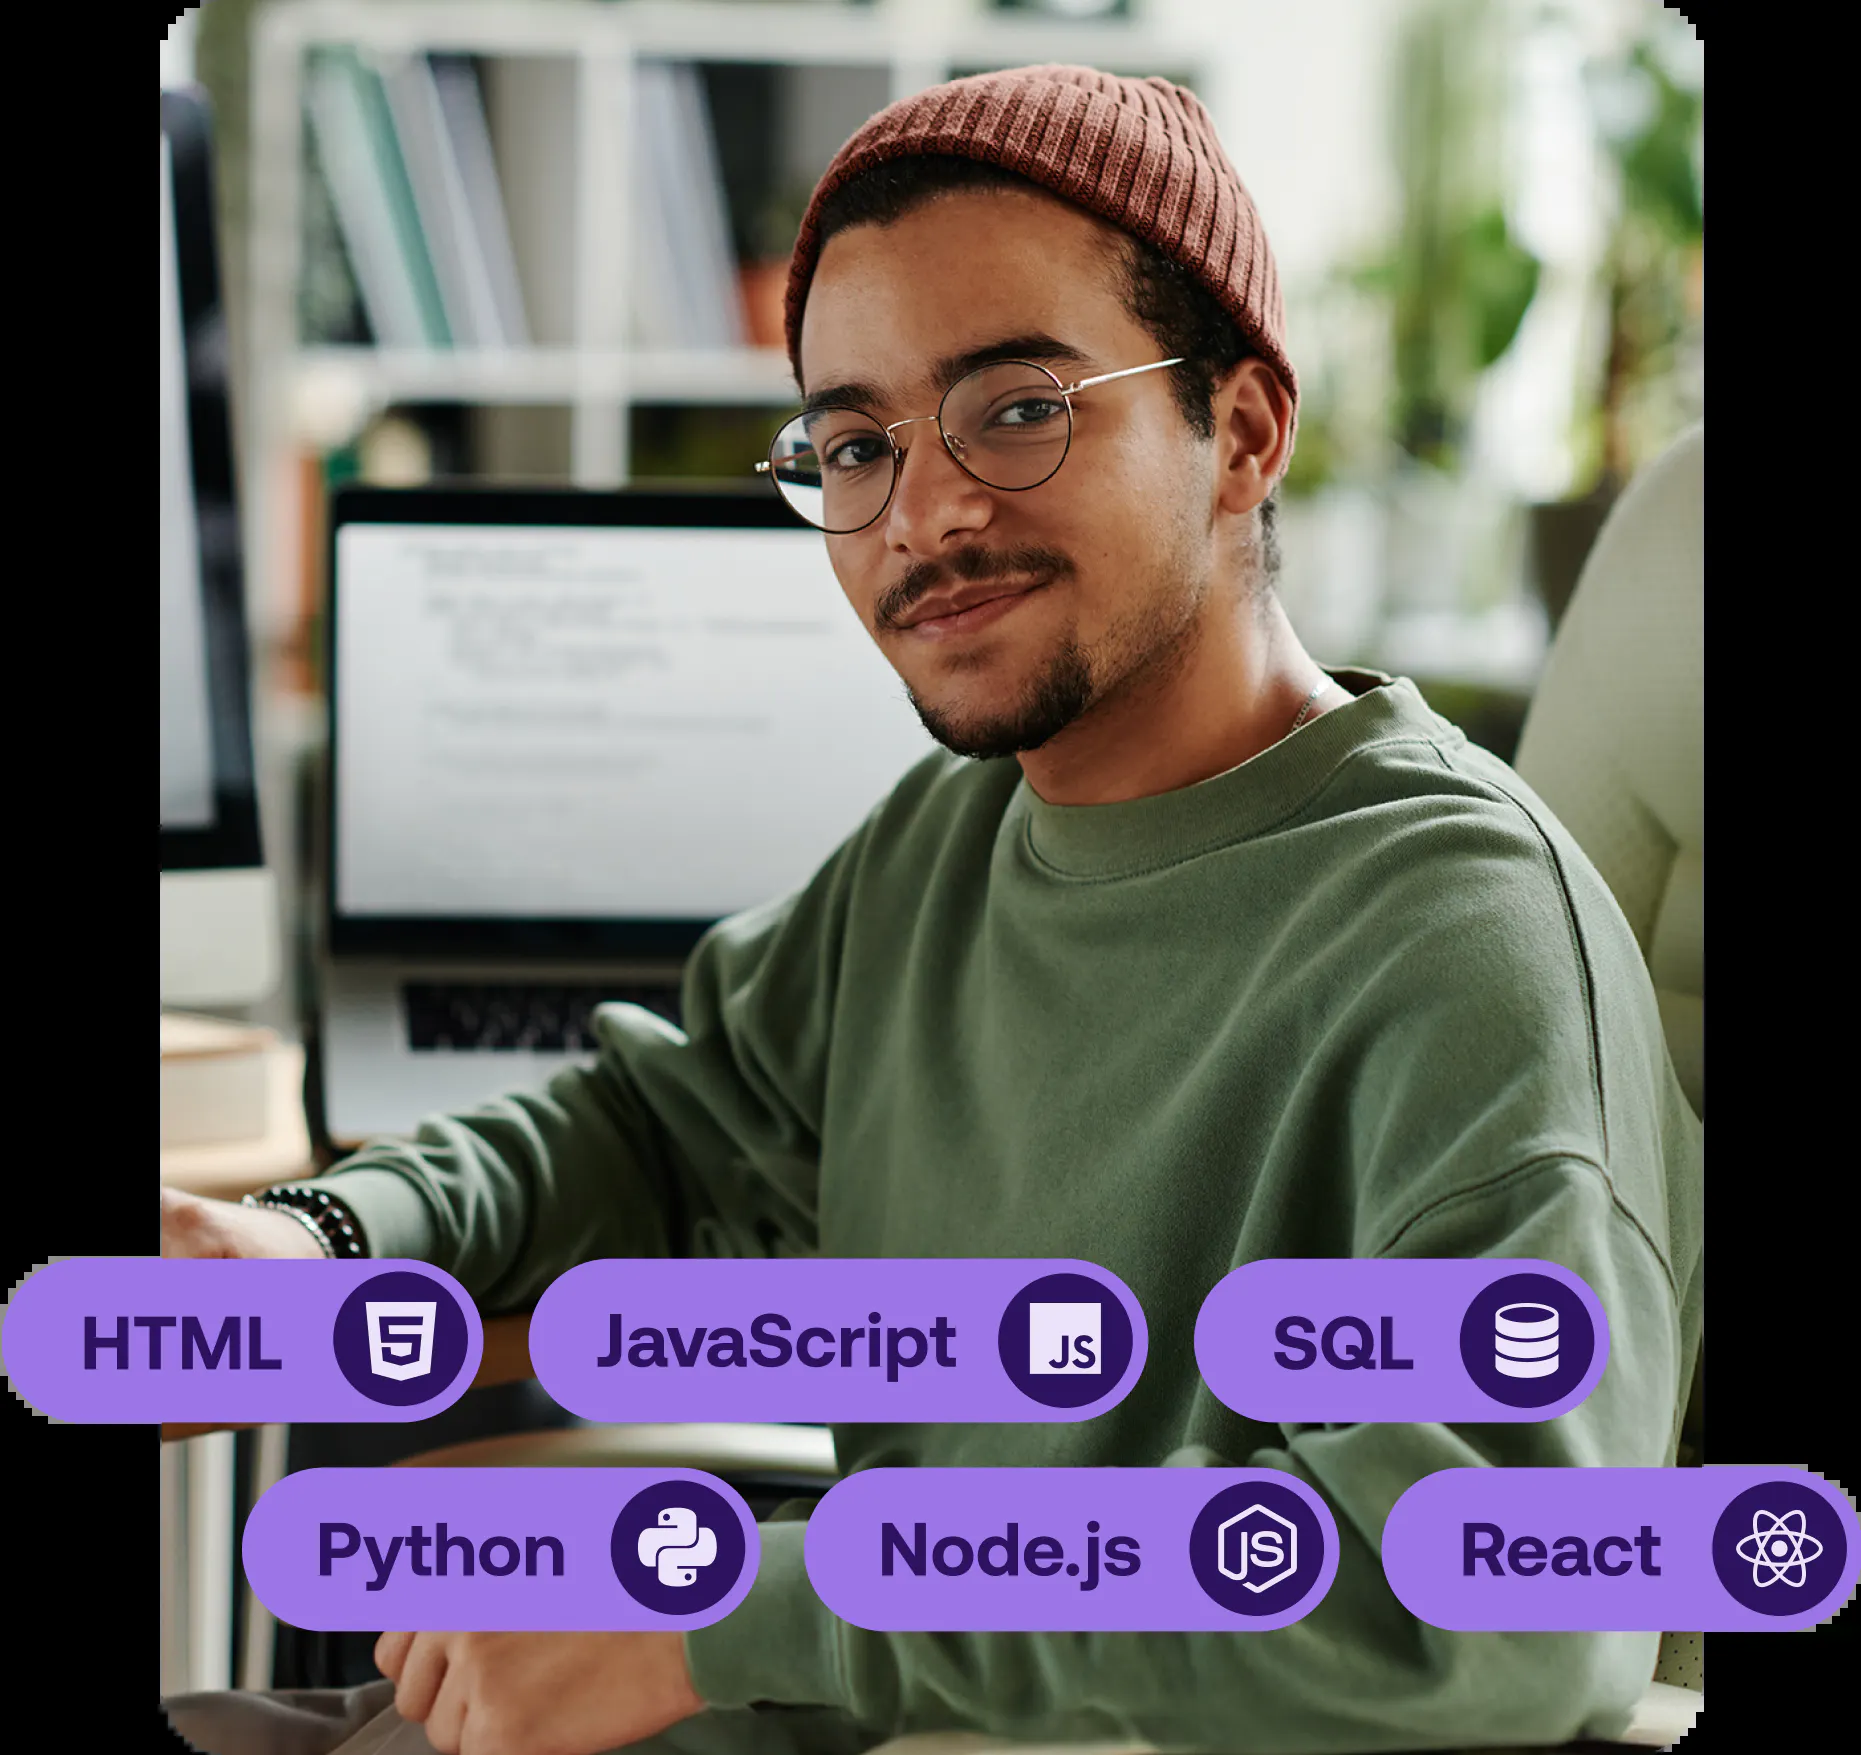 HTML
JavaScript JS
SQL
Python
Node.js JS
React